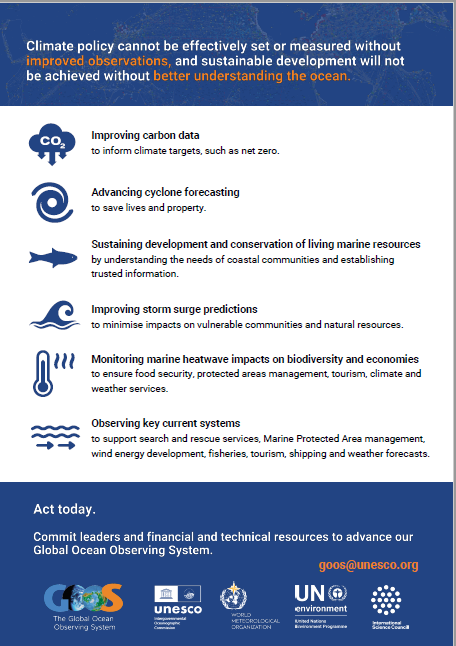 Climate policy cannot be effectively set or measured without
improved observations, and sustainable development will not
be achieved without better understanding the ocean.
CO2
Improving carbon data
to inform climate targets, such as net zero.
Advancing cyclone forecasting
to save lives and property.
Sustaining development and conservation of living marine resources
by understanding the needs of coastal communities and establishing
trusted information.
Improving storm surge predictions
to minimise impacts on vulnerable communities and natural resources.
Monitoring marine heatwave impacts on biodiversity and economies
to ensure food security, protected areas management, tourism, climate and
weather services.
Observing key current systems
to support search and rescue services, Marine Protected Area management,
wind energy development, fisheries, tourism, shipping and weather forecasts.
Act today.
Commit leaders and financial and technical resources to advance our
Global Ocean Observing System.
goos@unesco.org
GOOS
The Global Ocean
Observing System
unesco
Intergovernmental
Oceanographic
Commission
WORLD
METEOROLOGICAL
ORGANIZATION
UN
environment
United Nations
Environment Programme
International
Science Council